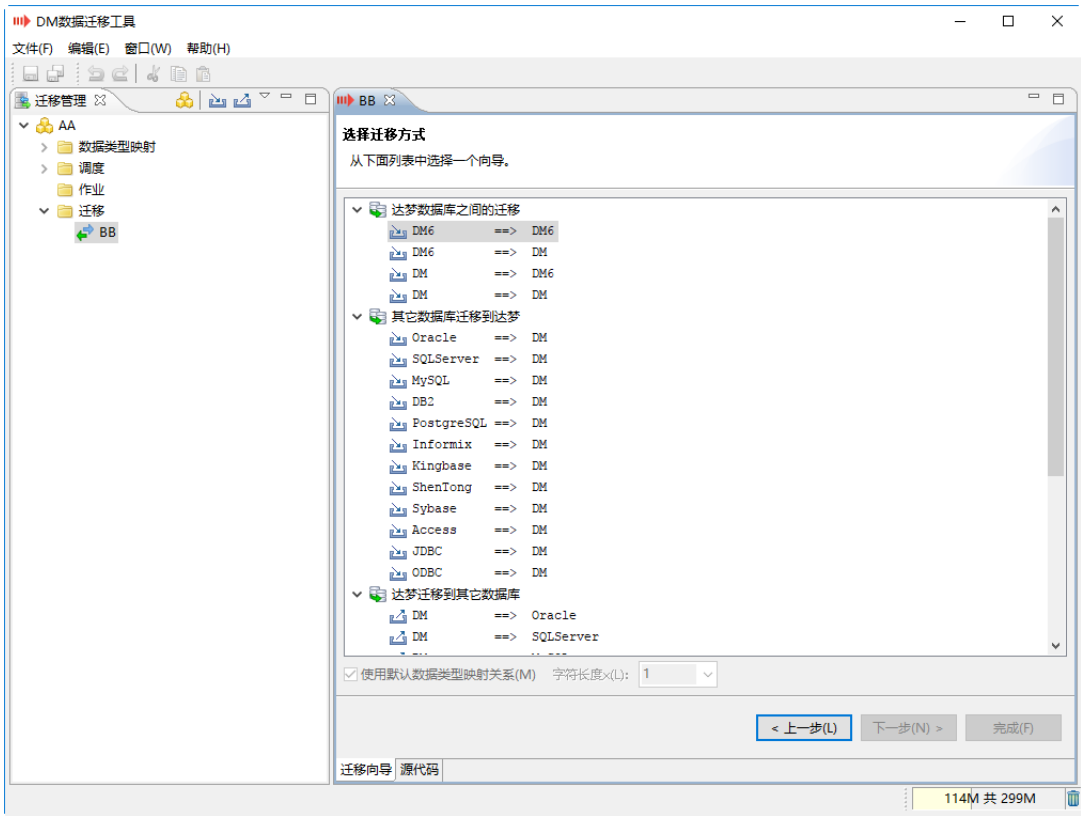 DM数据迁移工具
文件(F) 编辑(E) 窗口(W) 帮助(H)
迁移管理
AA
数据类型映射
调度
作业
迁移
BB
BB
选择迁移方式
从下面列表中选择一个向导。
达梦数据库之间的迁移
DM6 ==> DM6
DM6 ==> DM
DM ==> DM6
DM ==> DM
其它数据库迁移到达梦
Oracle ==> DM
SQLServer ==> DM
MySQL ==> DM
DB2 ==> DM
PostgreSQL ==> DM
Informix ==> DM
Kingbase ==> DM
ShenTong ==> DM
Sybase ==> DM
Access ==> DM
JDBC ==> DM
ODBC ==> DM
达梦迁移到其它数据库
DM ==> Oracle
DM ==> SQLServer
使用默认数据类型映射关系(M) 字符长度×(L): 1
< 上一步(L) 下一步(N) > 完成(F)
迁移向导 源代码
114M 共 299M